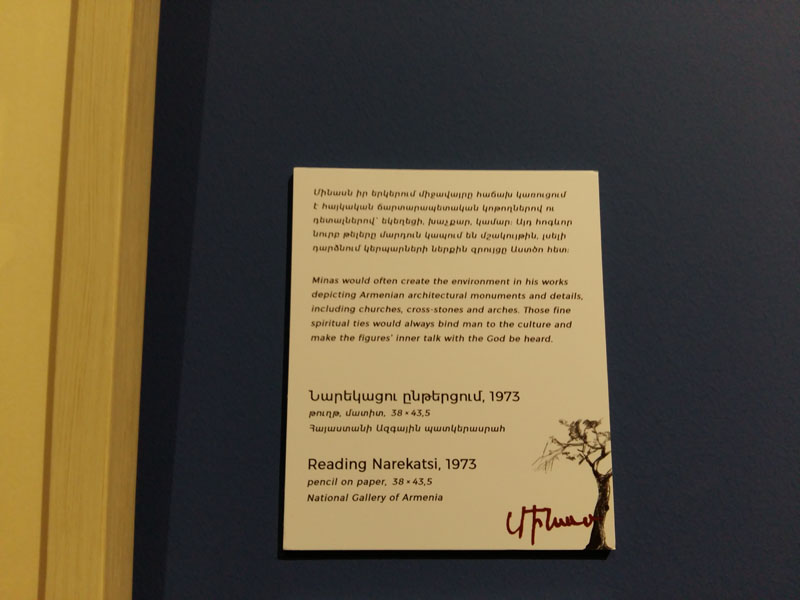 Մինասն իր երկերում միջավայրը հաճախ կառուցում
է հայկական ճարտարապետական կոթողներով ու
դետալներով՝ եկեղեցի, խաչքար, կամար։ Այդ հոգևոր
նուրբ թելերը մարդուն կապում են մշակույթին, լսելի
դարձնում կերպարների ներքին զրույցը Աստծո հետ։
Minas would often create the environment in his works
depicting Armenian architectural monuments and details,
including churches, cross-stones and arches. Those fine
spiritual ties would always bind man to the culture and
make the figures' inner talk with the God be heard.
Նարեկացու ընթերցում, 1973
թուղթ, մատիտ, 38 × 43,5
Հայաստանի Ազգային պատկերասրահ
Reading Narekatsi, 1973
pencil on paper, 38 × 43,5
National Gallery of Armenia
Մինաս